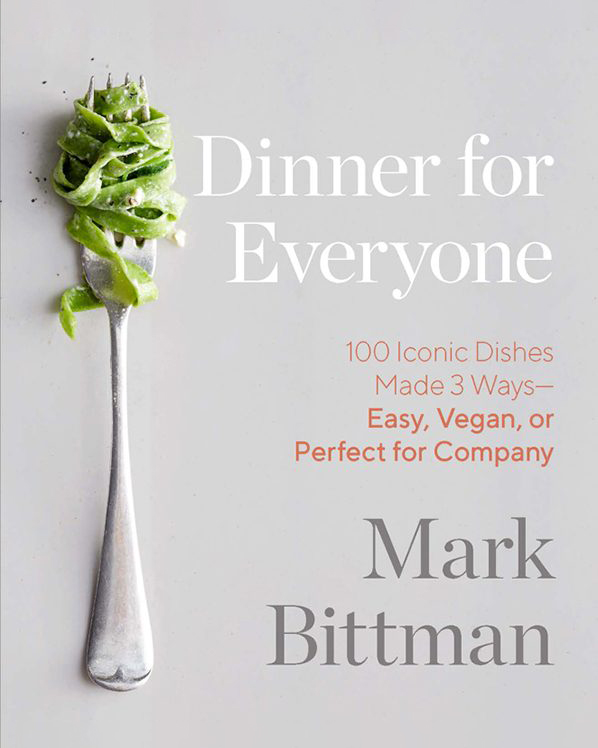 Dinner for
Everyone
100 Iconic Dishes
Made 3 Ways—
Easy, Vegan, or
Perfect for Company
Mark
Bittman